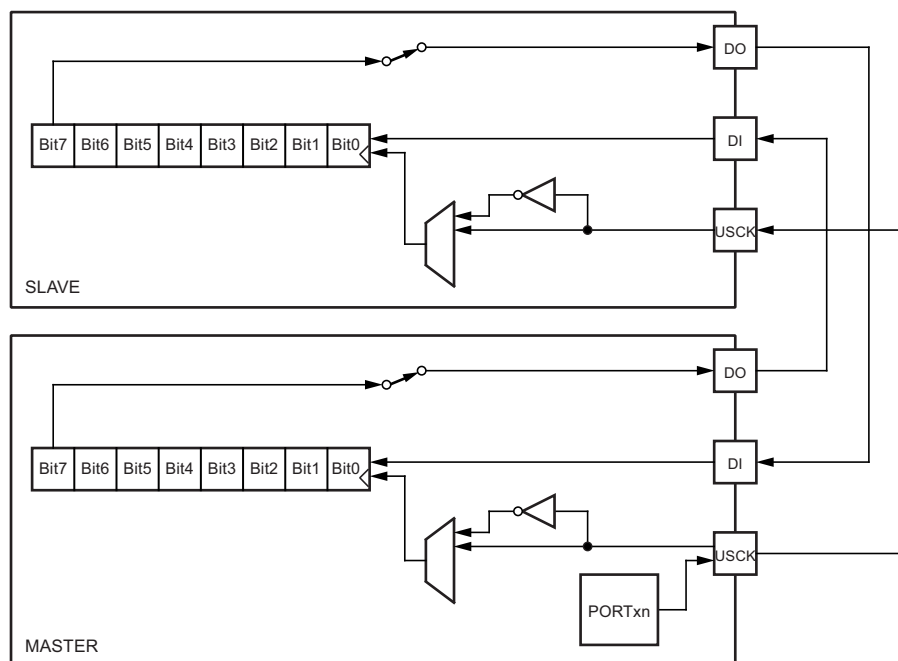 DO
Bit7 Bit6 Bit5 Bit4 Bit3 Bit2 Bit1 Bit0
DI
USCK
SLAVE
DO
Bit7 Bit6 Bit5 Bit4 Bit3 Bit2 Bit1 Bit0
DI
USCK
PORTxn
MASTER